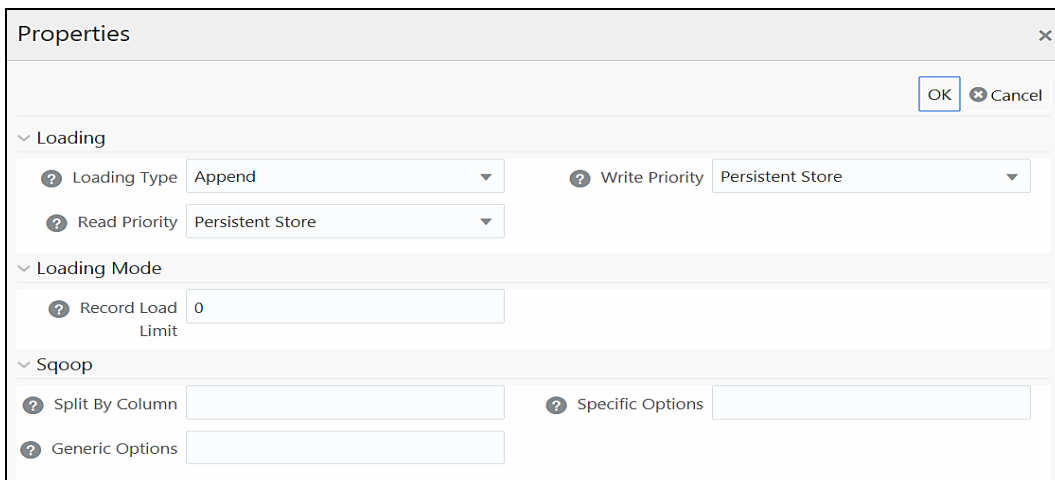 Properties
OK Cancel
Loading
Loading Type Append Write Priority Persistent Store
Read Priority Persistent Store
Loading Mode
Record Load 0
Limit
Sqoop
Split By Column Specific Options
Generic Options